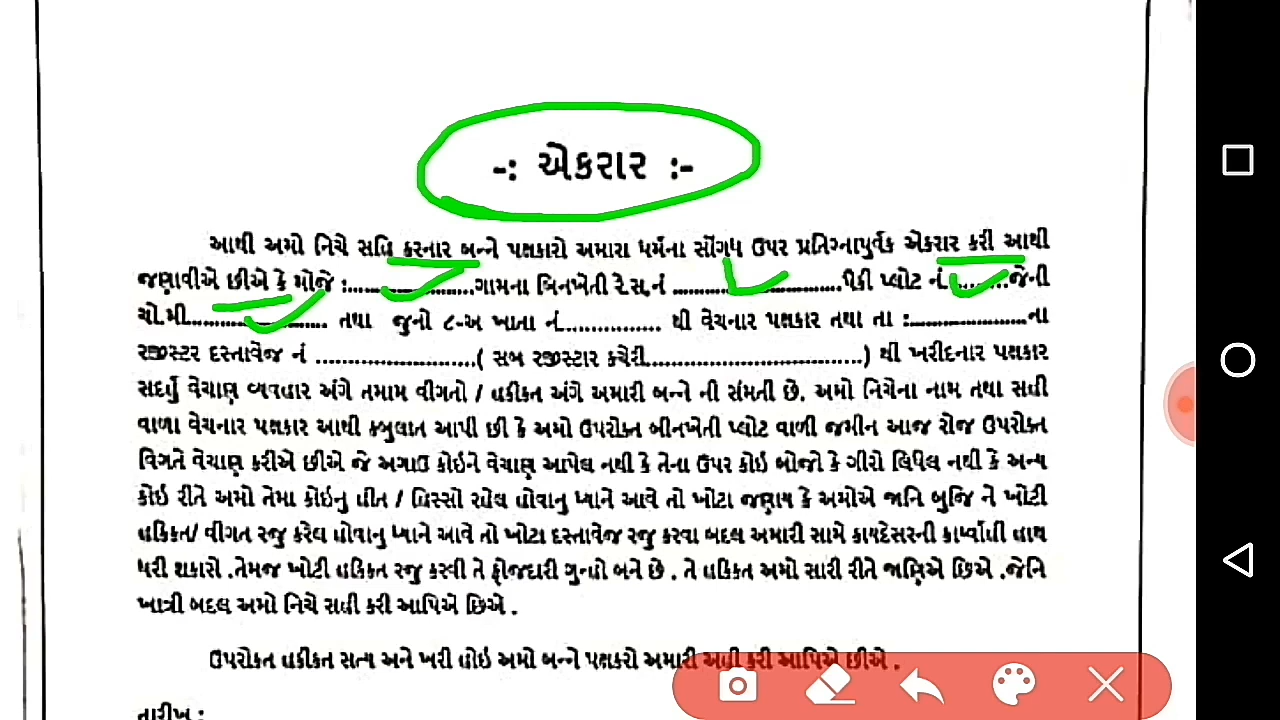 -: એકરાર :-
આથી અમો નિચે સહિ કરનાર બન્ને પક્ષકારો અમારા ધર્મના સોંગધ ઉપર પ્રતિગ્નાપુર્વક એકરાર કરી આથી
જણાવીએ છીએ કે મોજે :......................ગામના બિનખેતી રે.સ.નં .............................પૈકી પ્લોટ નં...........જેની
ચો.મી........................ તથા જુનો ૮-અ ખાતા નં................ થી વેચનાર પક્ષકાર તથા તા :....................ના
રજીસ્ટર દસ્તાવેજ નં ...........................( સબ રજીસ્ટાર કચેરી....................................) થી ખરીદનાર પક્ષકાર
સદર્હુ વેચાણ વ્યવહાર અંગે તમામ વીગતો / હકીકત અંગે અમારી બન્ને ની સંમતી છે. અમો નિચેના નામ તથા સહી
વાળા વેચનાર પક્ષકાર આથી કબુલાત આપી છી કે અમો ઉપરોક્ત બીનખેતી પ્લોટ વાળી જમીન આજ રોજ ઉપરોક્ત
વિગતે વેચાણ કરીએ છીએ જે અગાઉ કોઇને વેચાણ આપેલ નથી કે તેના ઉપર કોઇ બોજો કે ગીરો લિધેલ નથી કે અન્ય
કોઇ રીતે અમો તેમા કોઇનુ હીત / હિસ્સો રહેલ હોવાનુ ધ્યાને આવે તો ખોટા જણાય કે અમોએ જાનિ બુજિ ને ખોટી
હકિકત/ વીગત રજુ કરેલ હોવાનુ ધ્યાને આવે તો ખોટા દસ્તાવેજ રજુ કરવા બદલ અમારી સામે કાયદેસરની કાર્વાહી હાથ
ધરી શકારો .તેમજ ખોટી હકિકત રજુ કરવી તે ફોજદારી ગુન્હો બને છે . તે હકિકત અમો સારી રીતે જાણિએ છિએ .જેનિ
ખાત્રી બદલ અમો નિચે સહી કરી આપિએ છિએ .
ઉપરોકત હકીકત સત્ય અને ખરી હોઇ અમો બન્ને પક્ષકરો અમારી અહી કરી આપિએ છીએ .
તારીખ :